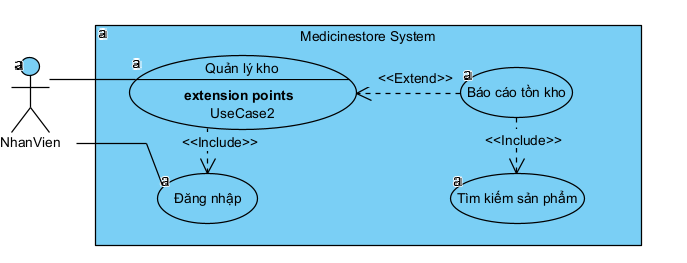 a
Medicinestore System
a
a
Quản lý kho
extension points
UseCase2
<<Extend>>
a
Báo cáo tồn kho
NhanVien
<<Include>>
<<Include>>
a
Đăng nhập
a
Tìm kiếm sản phẩm